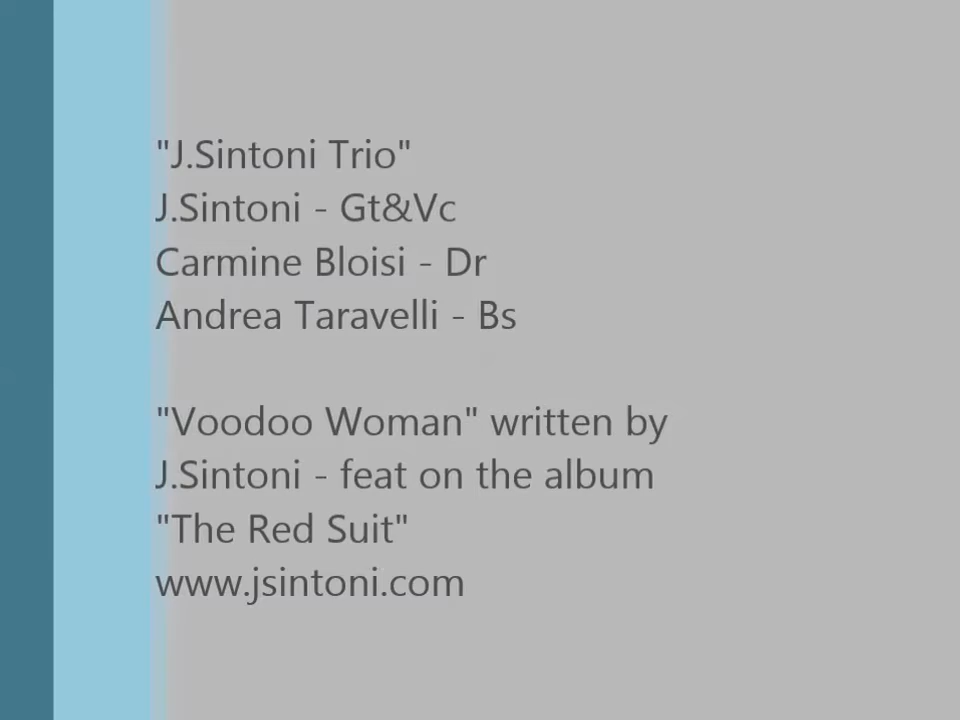 "J.Sintoni Trio"
J.Sintoni - Gt&Vc
Carmine Bloisi - Dr
Andrea Taravelli - Bs
"Voodoo Woman" written by
J.Sintoni - feat on the album
"The Red Suit"
www.jsintoni.com